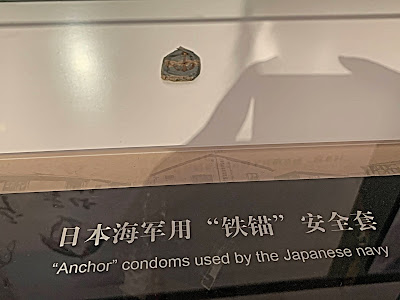 日本海军用“铁锚”安全套
“Anchor” condoms used by the Japanese navy